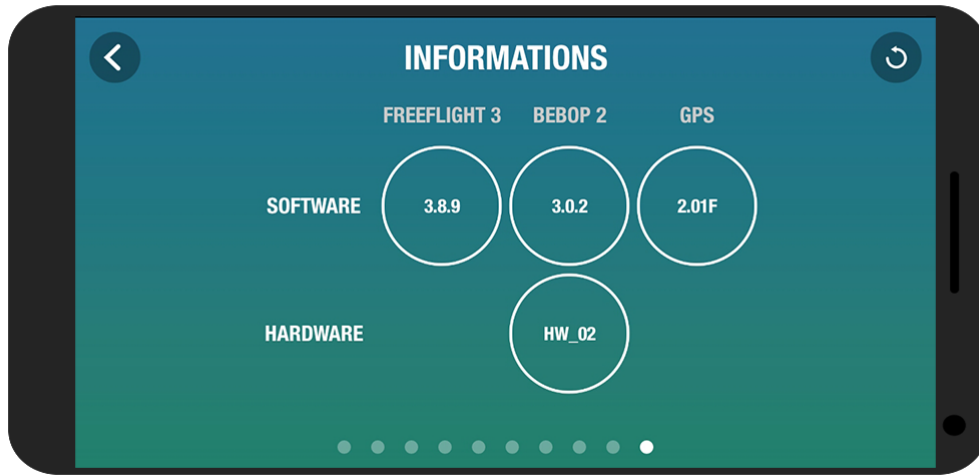 INFORMATIONS
FREEFLIGHT 3 BEBOP 2 GPS
SOFTWARE 3.8.9 3.0.2 2.01F
HARDWARE HW_02